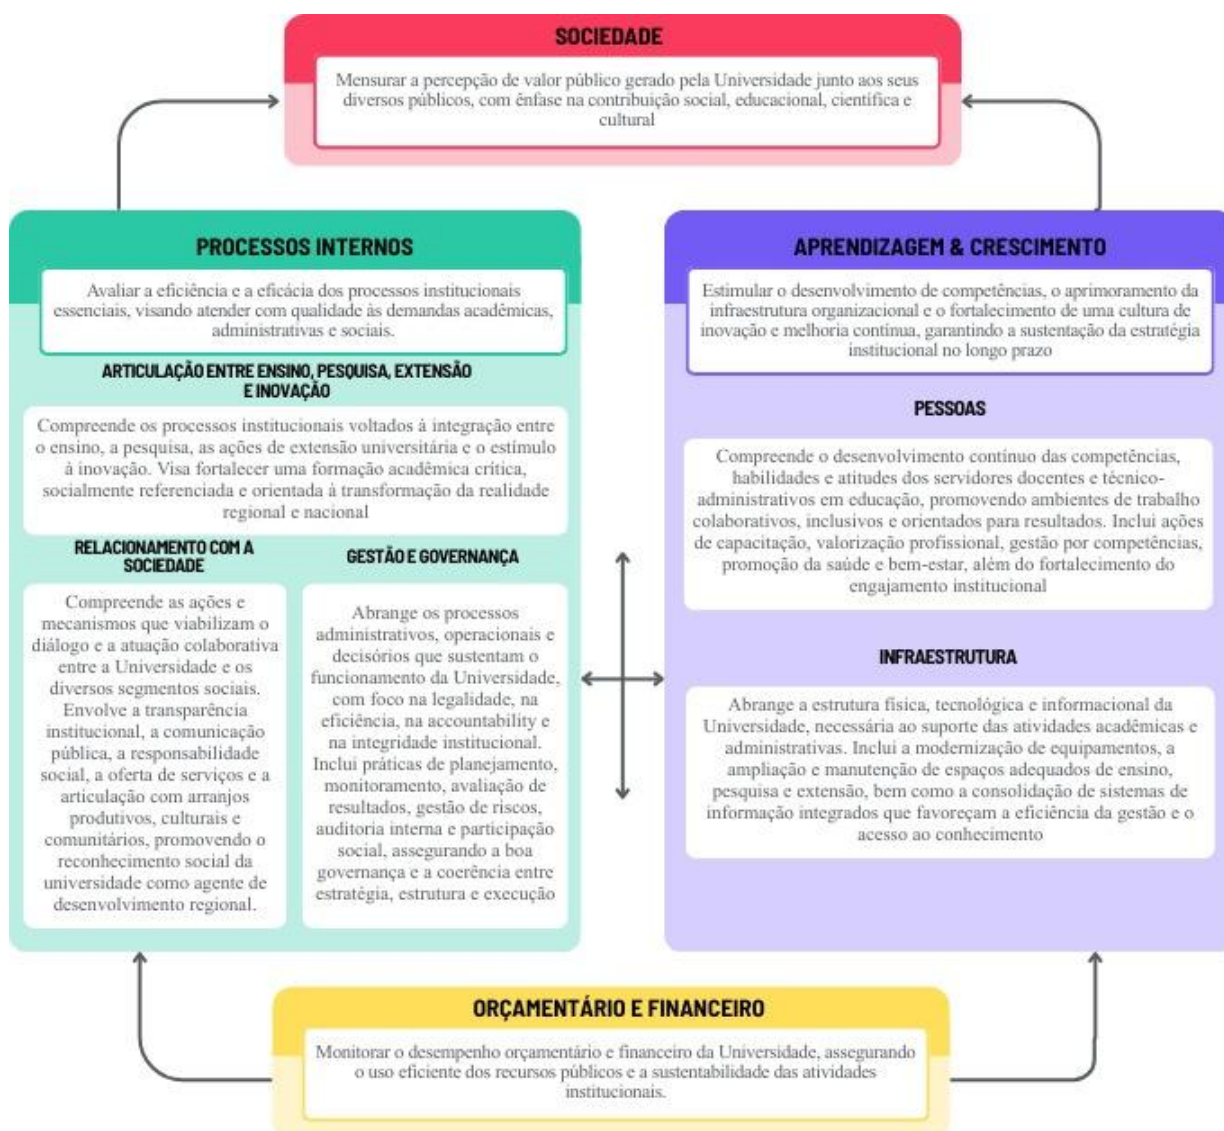 SOCIEDADE
Mensurar a percepção de valor público gerado pela Universidade junto aos seus
diversos públicos, com ênfase na contribuição social, educacional, científica e
cultural
PROCESSOS INTERNOS
Avaliar a eficiência e a eficácia dos processos institucionais
essenciais, visando atender com qualidade às demandas acadêmicas,
administrativas e sociais.
ARTICULAÇÃO ENTRE ENSINO, PESQUISA, EXTENSÃO
E INOVAÇÃO
Compreende os processos institucionais voltados à integração entre
o ensino, a pesquisa, as ações de extensão universitária e o estímulo
à inovação. Visa fortalecer uma formação acadêmica crítica,
socialmente referenciada e orientada à transformação da realidade
regional e nacional
RELACIONAMENTO COM A
SOCIEDADE
Compreende as ações e
mecanismos que viabilizam o
diálogo e a atuação colaborativa
entre a Universidade e os
diversos segmentos sociais.
Envolve a transparência
institucional, a comunicação
pública, a responsabilidade
social, a oferta de serviços e a
articulação com arranjos
produtivos, culturais e
comunitários, promovendo o
reconhecimento social da
universidade como agente de
desenvolvimento regional.
GESTÃO E GOVERNANÇA
Abrange os processos
administrativos, operacionais e
decisórios que sustentam o
funcionamento da Universidade,
com foco na legalidade, na
eficiência, na accountability e
na integridade institucional.
Inclui práticas de planejamento,
monitoramento, avaliação de
resultados, gestão de riscos,
auditoria interna e participação
social, assegurando a boa
governança e a coerência entre
estratégia, estrutura e execução
APRENDIZAGEM & CRESCIMENTO
Estimular o desenvolvimento de competências, o aprimoramento da
infraestrutura organizacional e o fortalecimento de uma cultura de
inovação e melhoria contínua, garantindo a sustentação da estratégia
institucional no longo prazo
PESSOAS
Compreende o desenvolvimento contínuo das competências,
habilidades e atitudes dos servidores docentes e técnico-
administrativos em educação, promovendo ambientes de trabalho
colaborativos, inclusivos e orientados para resultados. Inclui ações
de capacitação, valorização profissional, gestão por competências,
promoção da saúde e bem-estar, além do fortalecimento do
engajamento institucional
INFRAESTRUTURA
Abrange a estrutura física, tecnológica e informacional da
Universidade, necessária ao suporte das atividades acadêmicas e
administrativas. Inclui a modernização de equipamentos, a
ampliação e manutenção de espaços adequados de ensino,
pesquisa e extensão, bem como a consolidação de sistemas de
informação integrados que favoreçam a eficiência da gestão e o
acesso ao conhecimento
ORÇAMENTÁRIO E FINANCEIRO
Monitorar o desempenho orçamentário e financeiro da Universidade, assegurando
o uso eficiente dos recursos públicos e a sustentabilidade das atividades
institucionais.